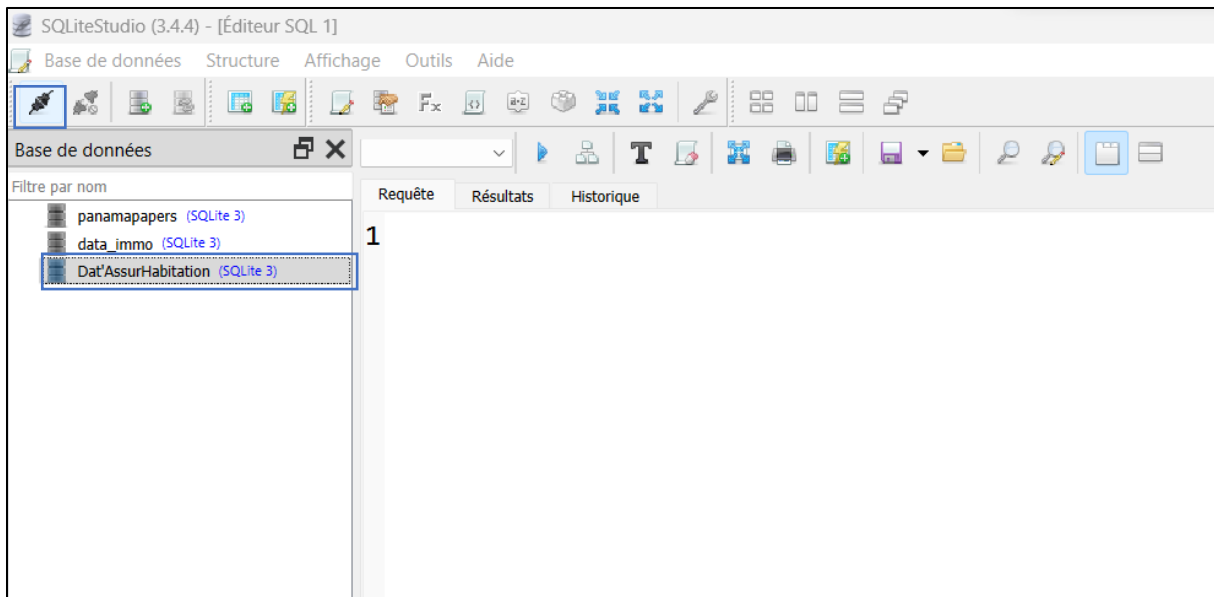 SQLiteStudio (3.4.4) - [Éditeur SQL 1]
Base de données Structure Affichage Outils Aide
Fx a-z
Base de données
T
Filtre par nom
Requête Résultats Historique
panamapapers (SQLite 3)
1
data_immo (SQLite 3)
Dat'AssurHabitation (SQLite 3)